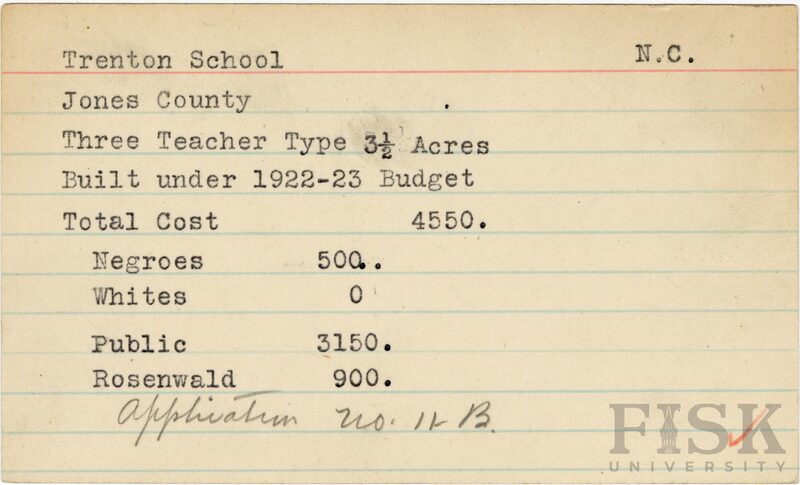 Trenton School N.C.
Jones County .
Three Teacher Type 3½ Acres
Built under 1922-23 Budget
Total Cost 4550.
Negroes 500..
Whites 0
Public 3150.
Rosenwald 900.
Application No. 11-B.
FISK
UNIVERSITY